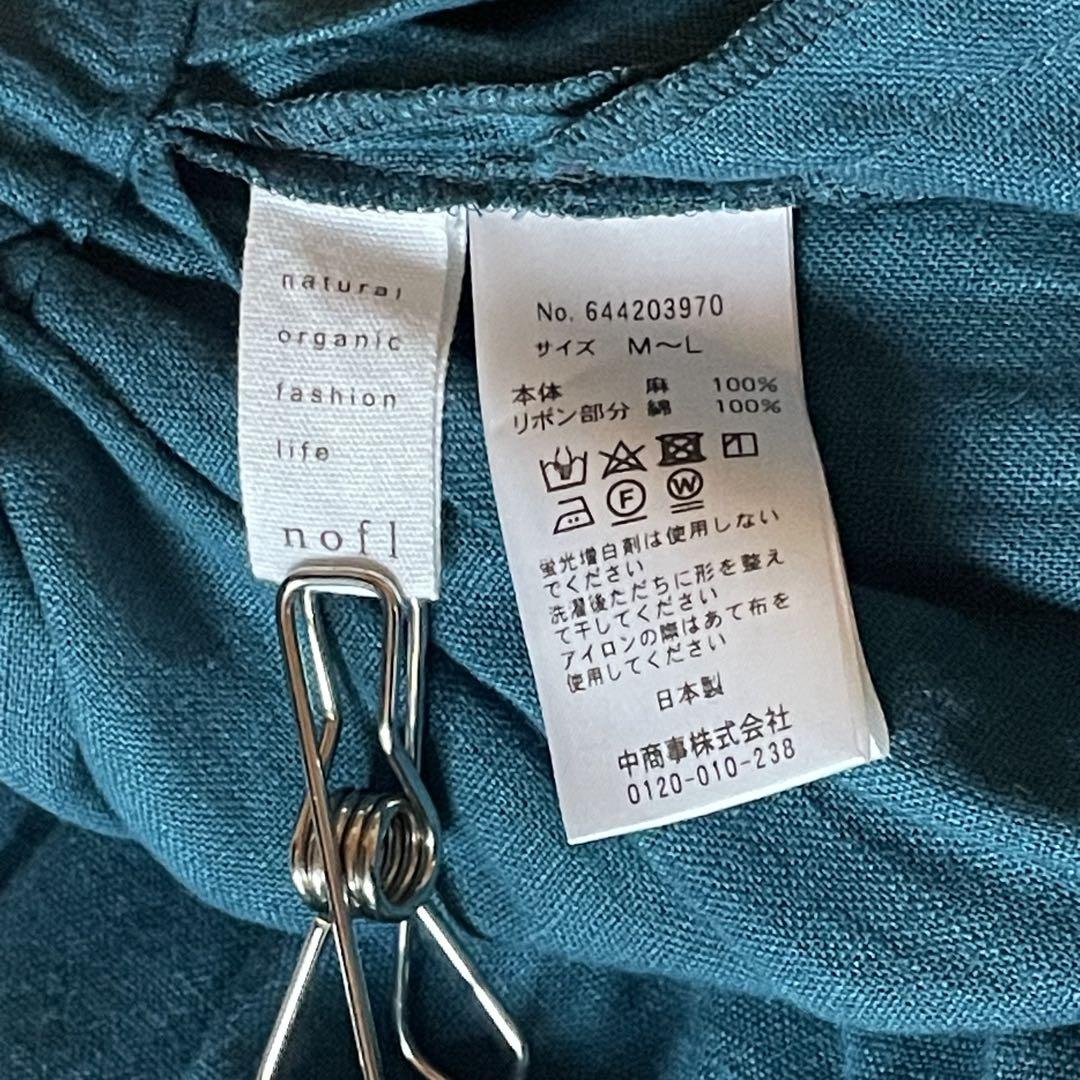 natural
organic
fashion
life
nofl
No. 644203970
サイズ M～L
本体 麻 100%
リボン部分 綿 100%
F W
蛍光増白剤は使用しない
でください
洗濯後ただちに形を整え
て干してください
アイロンの際はあて布を
使用してください
日本製
中商事株式会社
0120-010-238